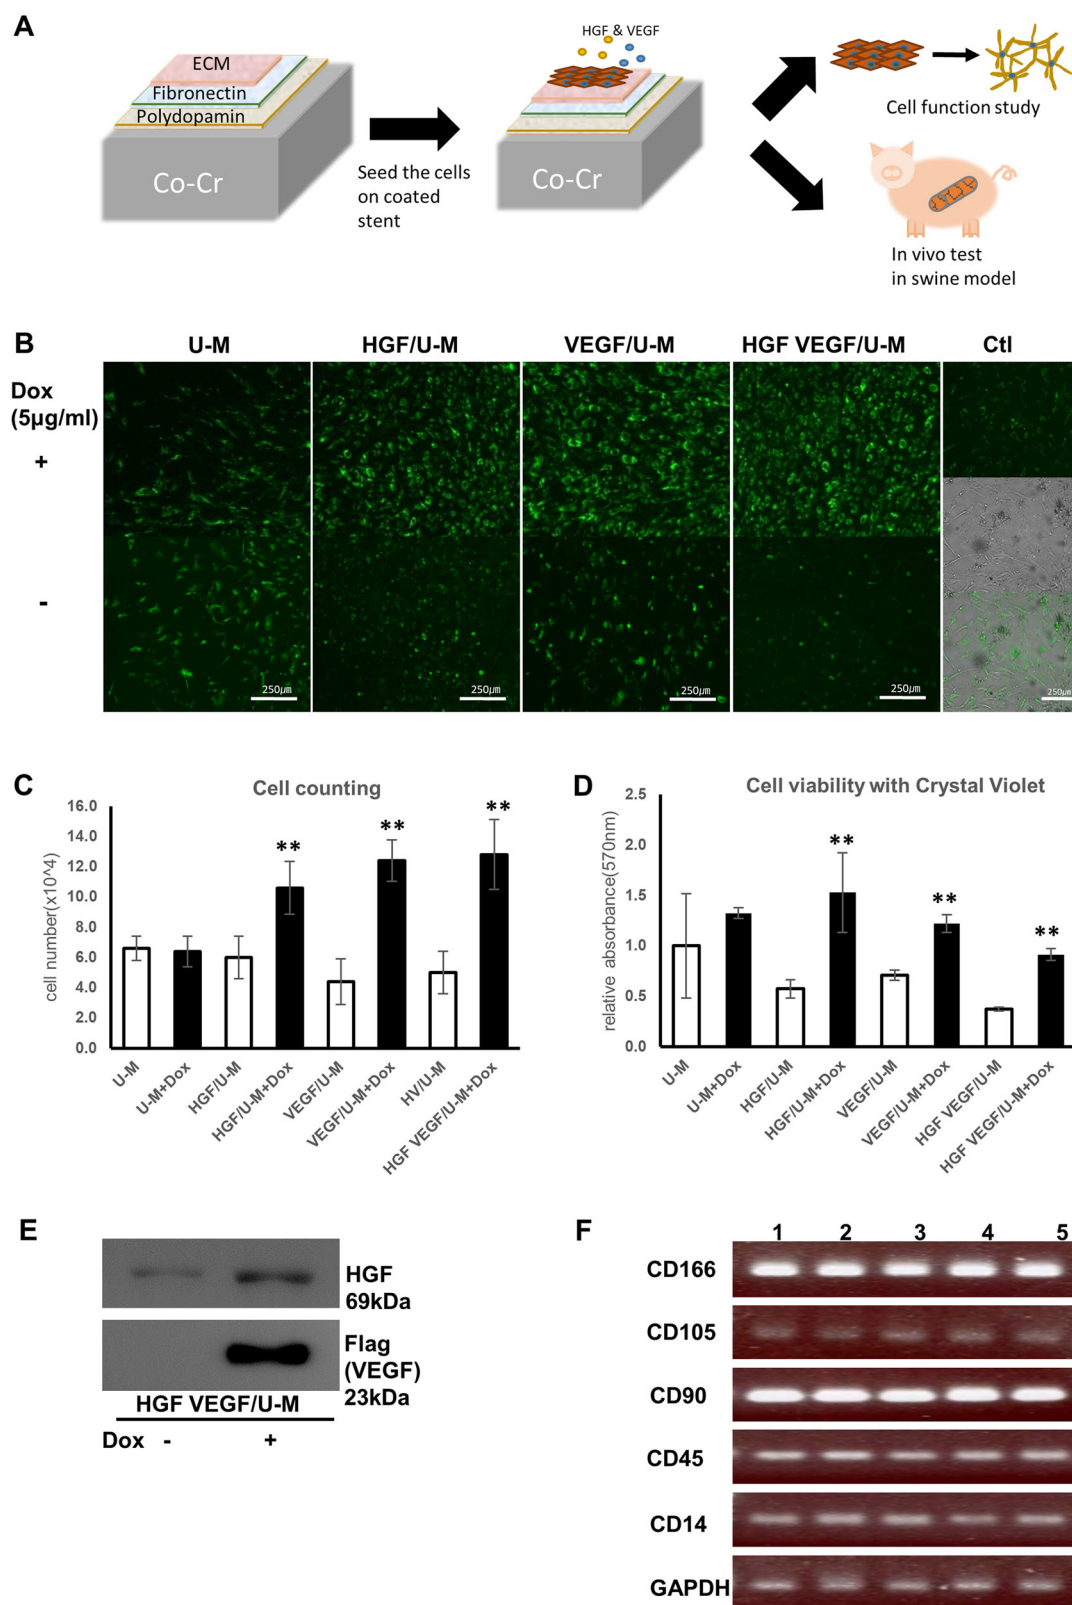 A
ECM
Fibronectin
Polydopamin
Co-Cr
Seed the cells
on coated
stent
HGF & VEGF
Co-Cr
Cell function study
In vivo test
in swine model
B
U-M
HGF/U-M
VEGF/U-M
HGF VEGF/U-M
Ctl
Dox
(5μg/ml)
+
-
250㎛
250㎛
250㎛
250㎛
250㎛
C
Cell counting
cell number(x10^4)
16.0
14.0
12.0
10.0
8.0
6.0
4.0
2.0
0.0
**
**
**
U-M
U-M+Dox
HGF/U-M
HGF/U-M+Dox
VEGF/U-M
VEGF/U-M+Dox
HV/U-M
HGF VEGF/U-M+Dox
D
Cell viability with Crystal Violet
relative absorbance(570nm)
2.5
2.0
1.5
1.0
0.5
0.0
**
**
**
U-M
U-M+Dox
HGF/U-M
HGF/U-M+Dox
VEGF/U-M
VEGF/U-M+Dox
HGF VEGF/U-M
HGF VEGF/U-M+Dox
E
HGF
69kDa
Flag
(VEGF)
23kDa
HGF VEGF/U-M
Dox - +
F
1 2 3 4 5
CD166
CD105
CD90
CD45
CD14
GAPDH